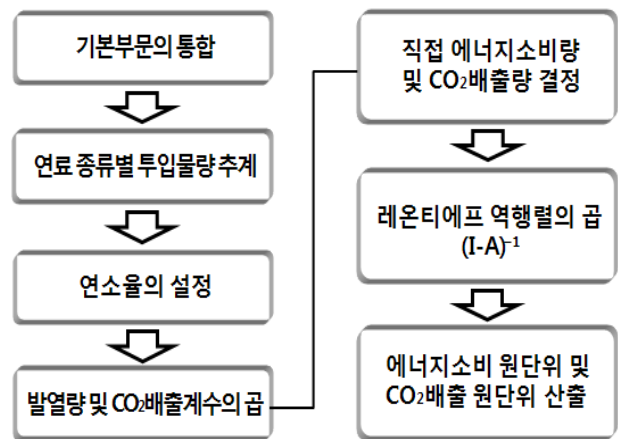 기본부문의 통합
연료 종류별 투입물량 추계
연소율의 설정
발열량 및 CO₂배출계수의 곱
직접 에너지소비량
및 CO₂배출량 결정
레온티에프 역행렬의 곱
(I-A)⁻¹
에너지소비 원단위 및
CO₂배출 원단위 산출